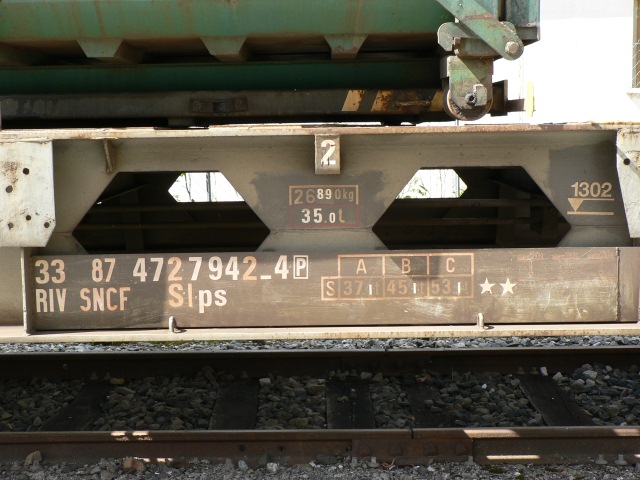 2
26890kg
35.0t
1302
33 87 4727942-4 P
RIV SNCF Slps
A B C
S 37 45 53 ★★